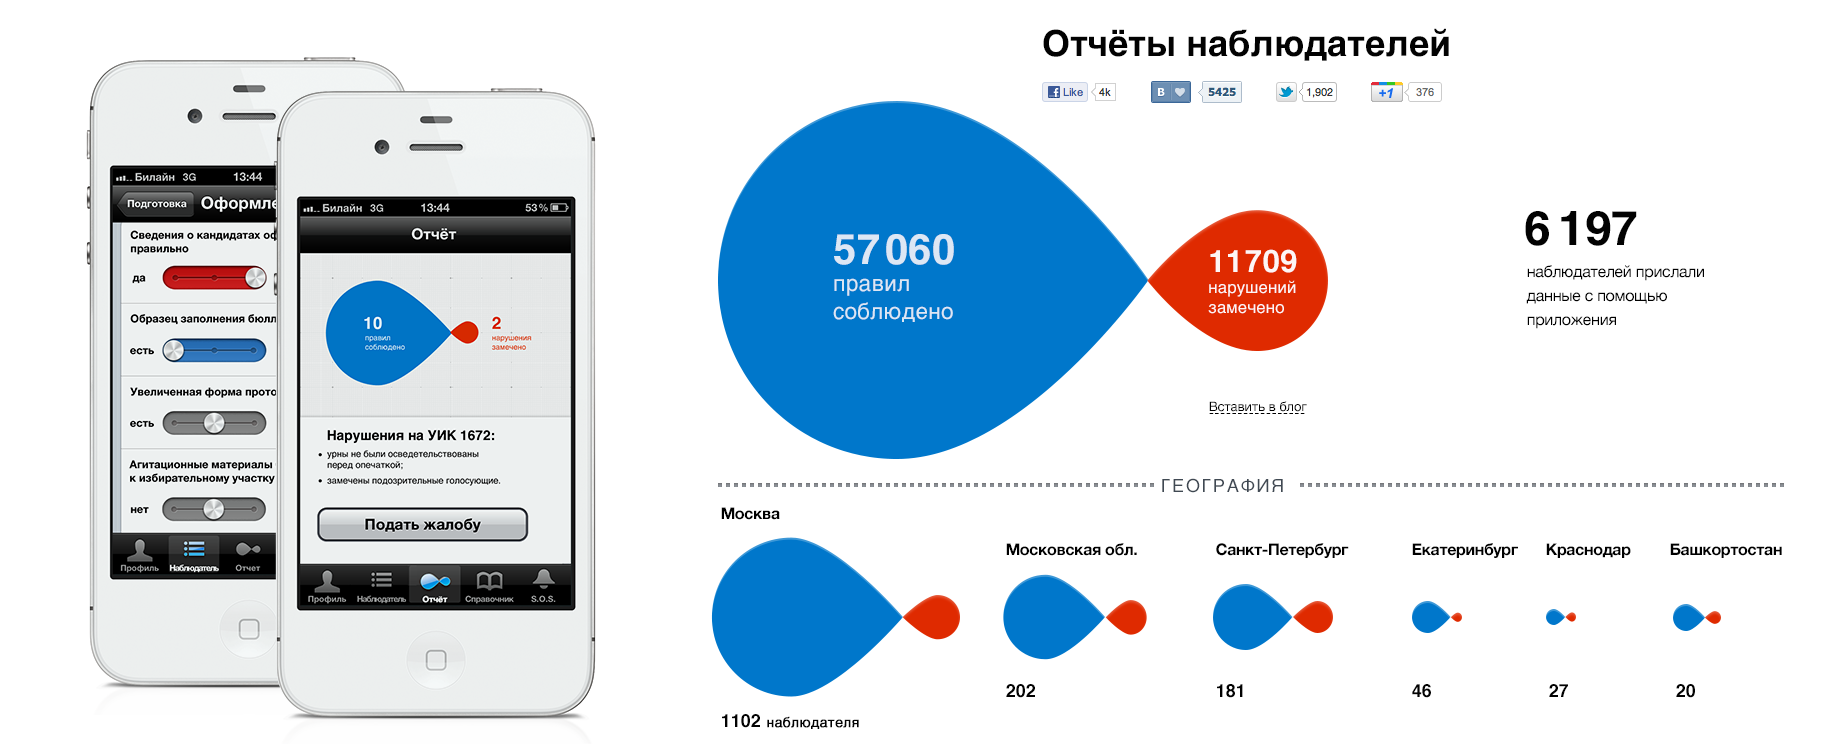 Билайн 3G 13:44
Подготовка Оформле
Сведения о кандидатах оф
правильно
да
Образец заполнения бюлл
есть
Увеличенная форма прото
есть
Агитационные материалы
к избирательному участку
нет
Профиль Наблюдатель Отчет
Билайн 3G 13:44 53%
Отчёт
10
правил
соблюдено
2
нарушения
замечено
Нарушения на УИК 1672:
• урны не были осведетельствованы
перед опечаткой;
• замечены подозрительные голосующие.
Подать жалобу
Профиль Наблюдатель Отчёт Справочник S.O.S.
Отчёты наблюдателей
Like 4k B 5425 1,902 +1 376
57 060
правил
соблюдено
11709
нарушений
замечено
6 197
наблюдателей прислали
данные с помощью
приложения
Вставить в блог
ГЕОГРАФИЯ
Москва
1102 наблюдателя
Московская обл.
202
Санкт-Петербург
181
Екатеринбург
46
Краснодар
27
Башкортостан
20